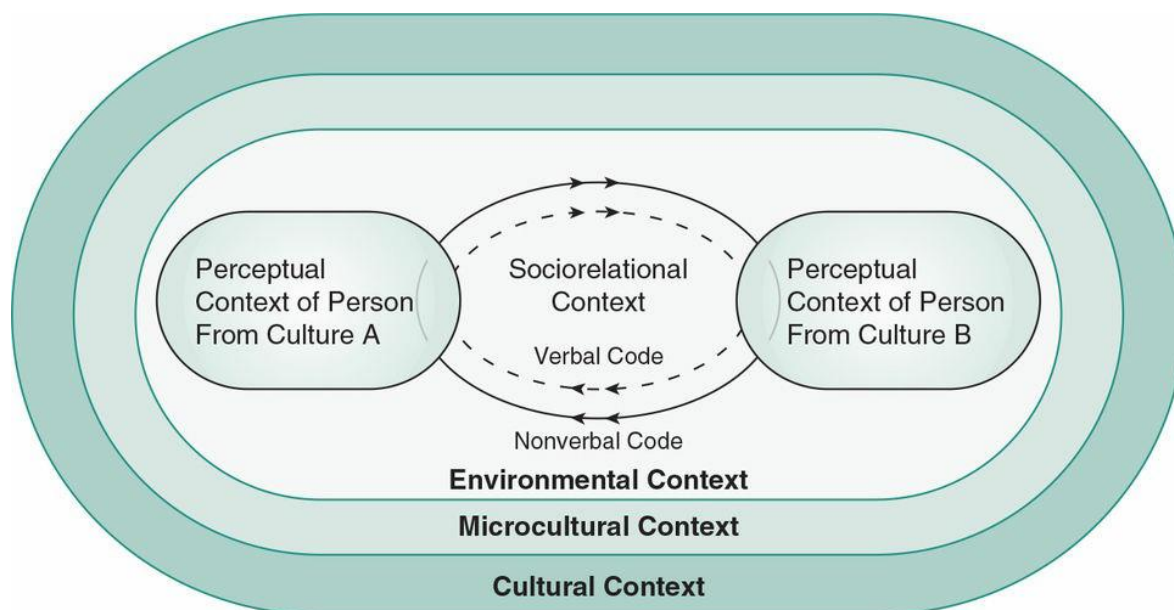 Perceptual
Context of Person
From Culture A
Sociorelational
Context
Perceptual
Context of Person
From Culture B
Verbal Code
Nonverbal Code
Environmental Context
Microcultural Context
Cultural Context